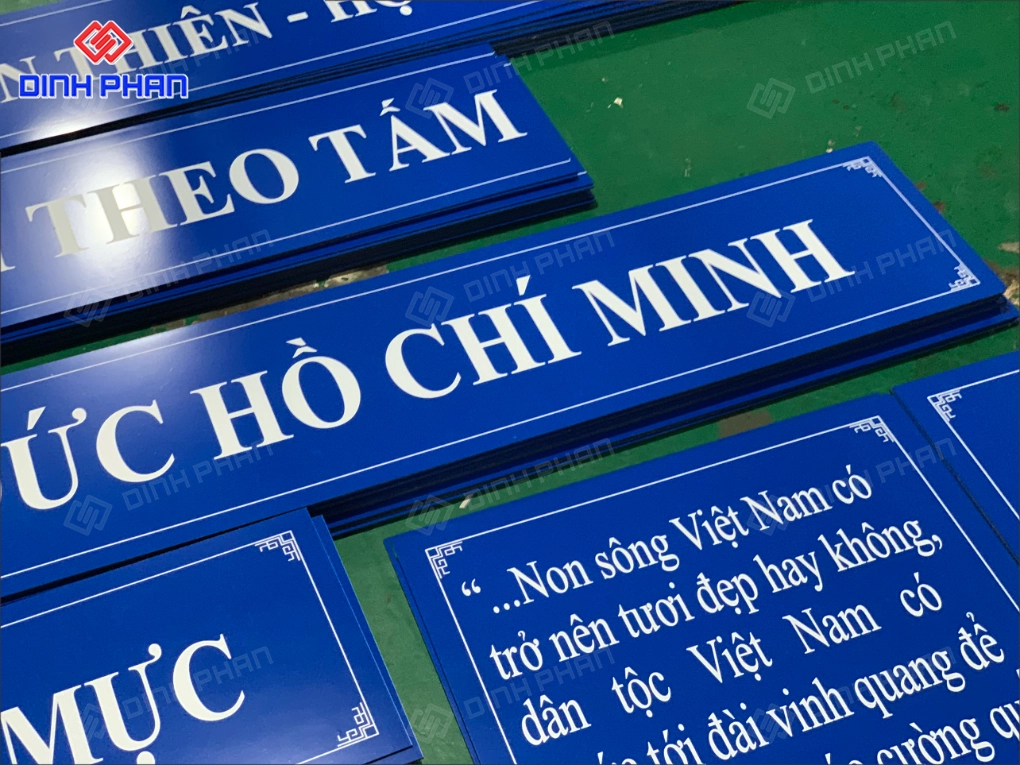 DINH PHAN
THIÊN -
THEO TẤM
ỨC HỒ CHÍ MINH
MỰC
“ ...Non sông Việt Nam có
trở nên tươi đẹp hay không,
dân tộc Việt Nam có
tới đài vinh quang để
cường